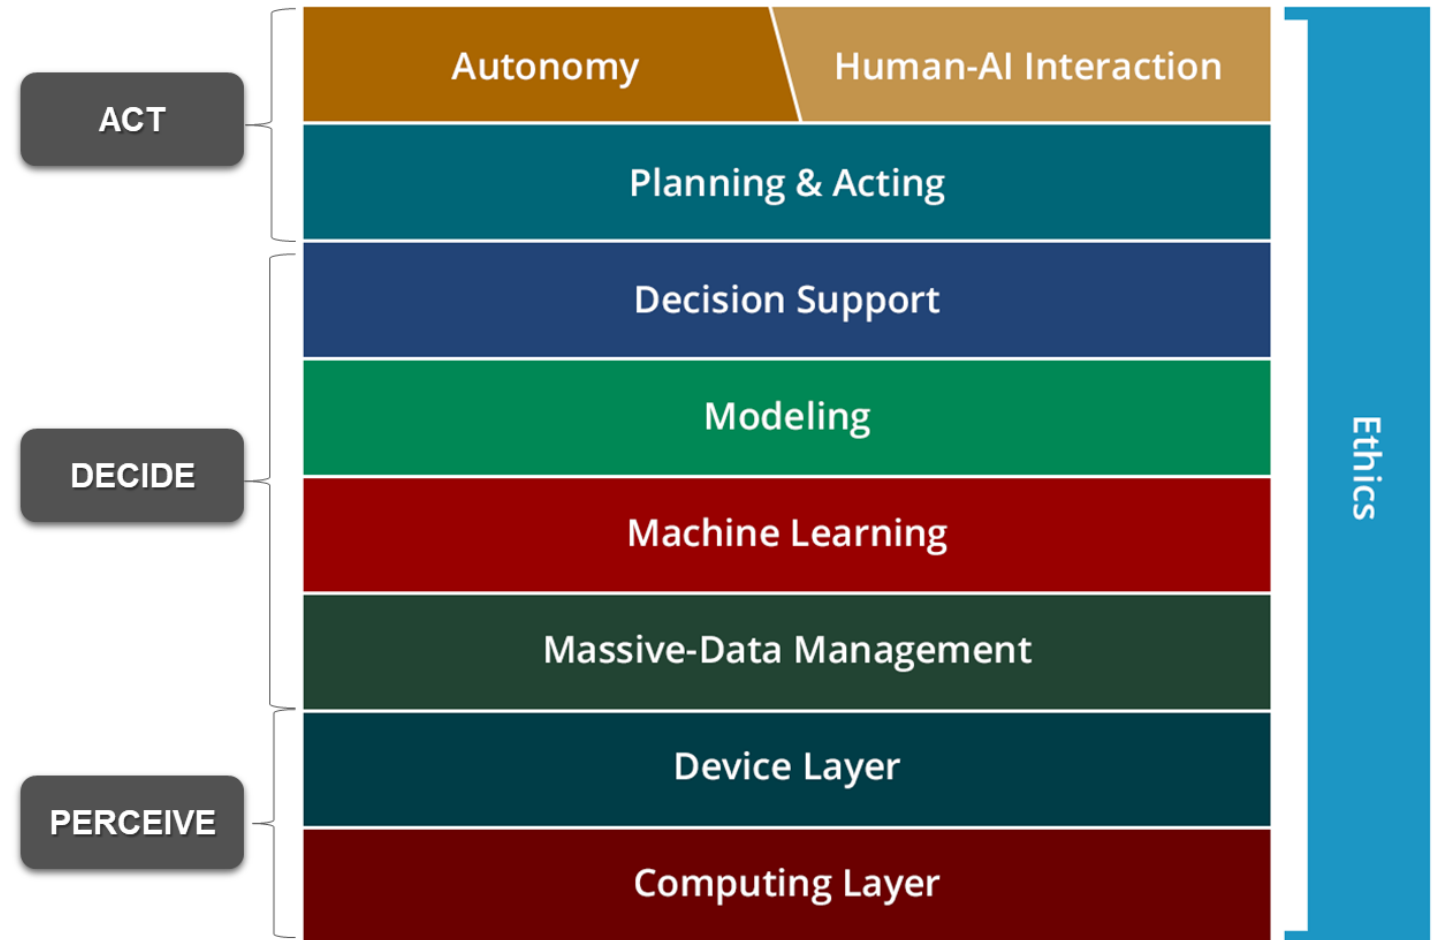 Autonomy
Human-AI Interaction
ACT
Planning & Acting
Decision Support
Modeling
DECIDE
Machine Learning
Massive-Data Management
Device Layer
PERCEIVE
Computing Layer
Ethics